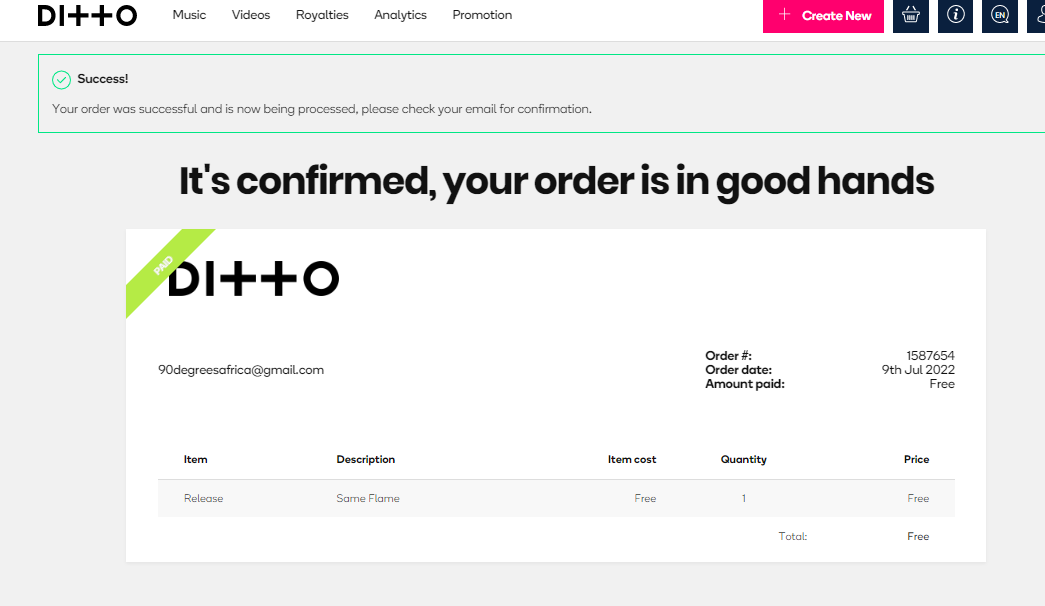 DITTO Music Videos Royalties Analytics Promotion + Create New EN
Success!
Your order was successful and is now being processed, please check your email for confirmation.
It's confirmed, your order is in good hands
PAID
DITTO
Order #: 1587654
90degreesafrica@gmail.com Order date: 9th Jul 2022
Amount paid: Free
Item Description Item cost Quantity Price
Release Same Flame Free 1 Free
Total: Free